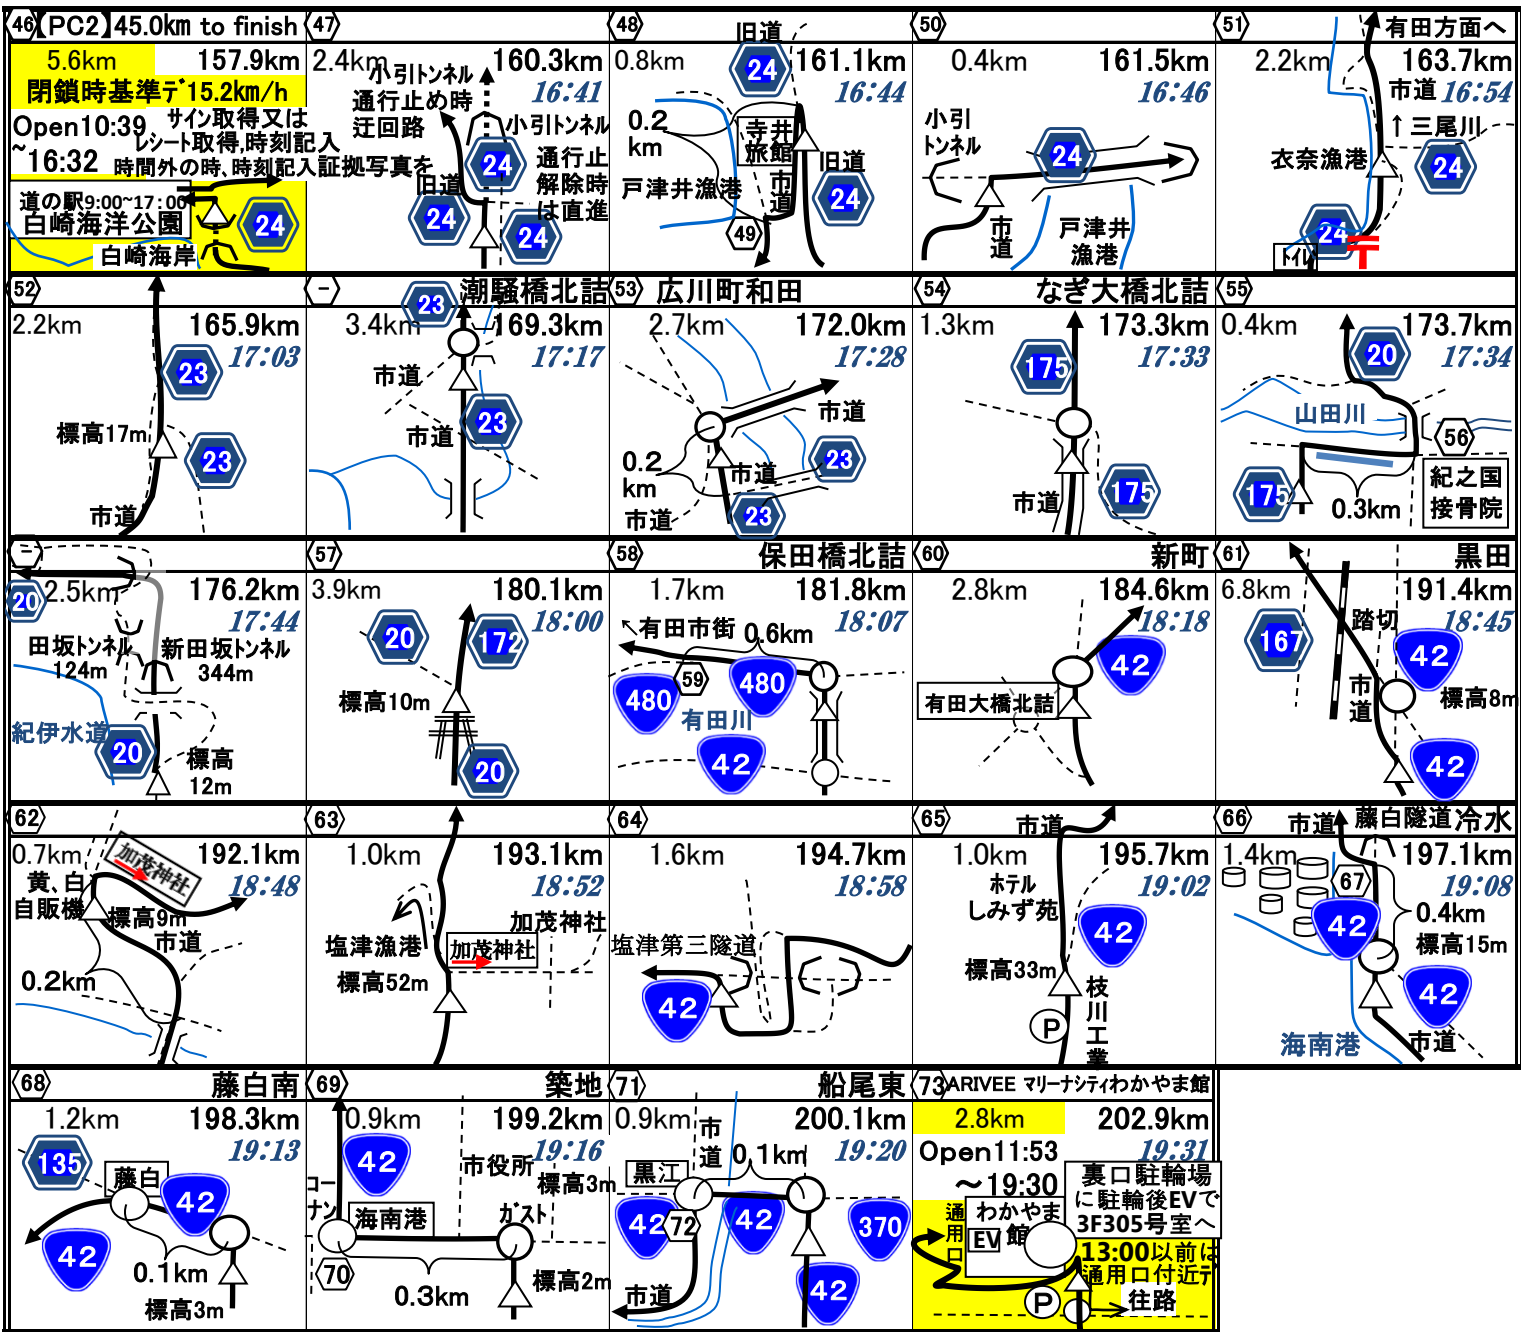 46 【PC2】45.0km to finish
5.6km 157.9km
閉鎖時基準ﾃﾞ15.2km/h
Open10:39
~16:32
サイン取得又は
レシート取得,時刻記入
時間外の時、時刻記入証拠写真を
道の駅9:00~17:00
白崎海洋公園
24
白崎海岸
47
2.4km 160.3km
16:41
小引トンネル
通行止め時
迂回路
小引トンネル
24
通行止
解除時
は直進
旧道
24
24
48
旧道
0.8km 161.1km
24
16:44
0.2
km
寺井
旅館
旧道
戸津井漁港
市道
24
49
50
0.4km 161.5km
16:46
小引
トンネル
24
市道
戸津井
漁港
51
有田方面へ
2.2km 163.7km
市道 16:54
↑三尾川
衣奈漁港
24
24
ﾄｲﾚ
52
2.2km 165.9km
17:03
23
標高17m
23
市道
-
潮騒橋北詰
23
3.4km 169.3km
17:17
市道
23
市道
53 広川町和田
2.7km 172.0km
17:28
市道
0.2
km
市道
23
市道
23
54 なぎ大橋北詰
1.3km 173.3km
17:33
175
市道
175
55
0.4km 173.7km
17:34
20
山田川
56
175
0.3km
紀之国
接骨院
-
20
2.5km 176.2km
17:44
田坂トンネル
124m
新田坂トンネル
344m
紀伊水道
20
標高
12m
57
3.9km 180.1km
18:00
20
172
標高10m
20
58 保田橋北詰
1.7km 181.8km
18:07
↖有田市街 0.6km
480
59
480
有田川
42
60 新町
2.8km 184.6km
18:18
42
有田大橋北詰
61 黒田
6.8km 191.4km
18:45
167
踏切
42
市道
標高8m
42
62
0.7km 192.1km
加茂神社
18:48
黄、白
自販機
標高9m
市道
0.2km
63
1.0km 193.1km
18:52
加茂神社
塩津漁港
加茂神社
標高52m
64
1.6km 194.7km
18:58
塩津第三隧道
42
65
市道
1.0km 195.7km
19:02
ホテル
しみず苑
42
標高33m
枝川工業
P
66
市道
藤白隧道 冷水
1.4km 197.1km
19:08
67
42
0.4km
標高15m
42
海南港
市道
68 藤白南
1.2km 198.3km
19:13
135
藤白
42
42
0.1km
標高3m
69 築地
0.9km 199.2km
19:16
42
市役所
標高3m
コーナン
海南港
ガスト
70
0.3km
標高2m
71 船尾東
0.9km 200.1km
19:20
市道
0.1km
黒江
42
72
42
370
市道
42
73 ARIVEE マリーナシティわかやま館
2.8km 202.9km
19:31
Open11:53
~19:30
裏口駐輪場
に駐輪後EVで
3F305号室へ
通用口
わかやま
館
EV
13:00以前は
通用口付近ﾃﾞ
P
往路